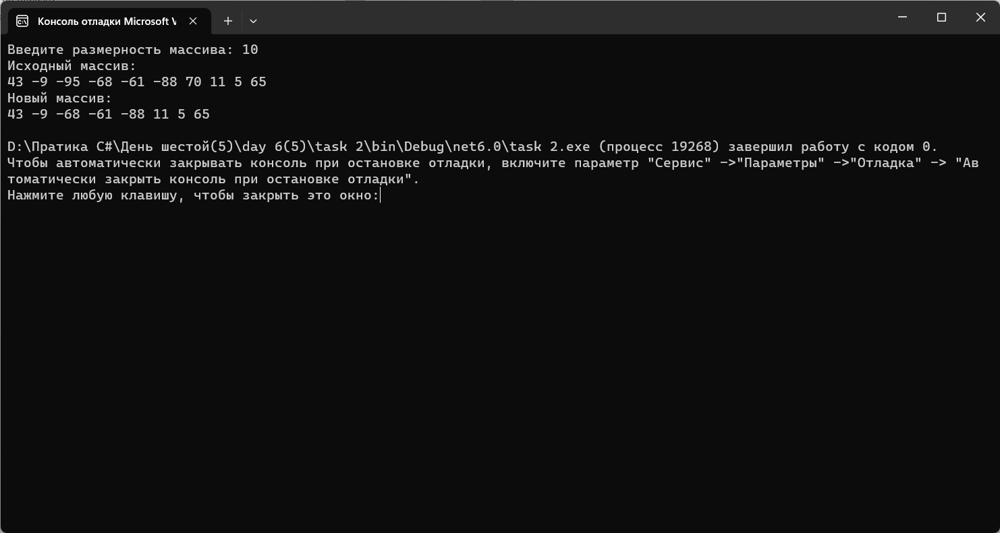 Консоль отладки Microsoft V
Введите размерность массива: 10
Исходный массив:
43 -9 -95 -68 -61 -88 70 11 5 65
Новый массив:
43 -9 -68 -61 -88 11 5 65
D:\Пратика C#\День шестой(5)\day 6(5)\task 2\bin\Debug\net6.0\task 2.exe (процесс 19268) завершил работу с кодом 0.
Чтобы автоматически закрывать консоль при остановке отладки, включите параметр "Сервис" ->"Параметры" ->"Отладка" -> "Ав
томатически закрыть консоль при остановке отладки".
Нажмите любую клавишу, чтобы закрыть это окно: